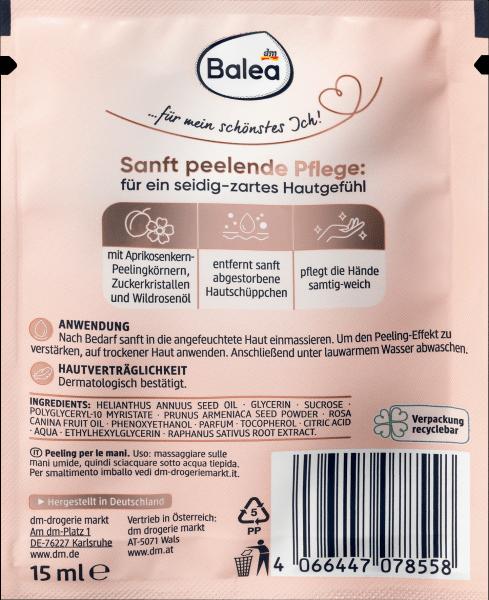 dm
Balea
...für mein schönstes Ich!
Sanft peelende Pflege:
für ein seidig-zartes Hautgefühl
mit Aprikosenkern-
Peelingkörnern,
Zuckerkristallen
und Wildrosenöl
entfernt sanft
abgestorbene
Hautschüppchen
pflegt die Hände
samtig-weich
ANWENDUNG
Nach Bedarf sanft in die angefeuchtete Haut einmassieren. Um den Peeling-Effekt zu
verstärken, auf trockener Haut anwenden. Anschließend unter lauwarmem Wasser abwaschen.
HAUTVERTRÄGLICHKEIT
Dermatologisch bestätigt.
INGREDIENTS: HELIANTHUS ANNUUS SEED OIL · GLYCERIN · SUCROSE ·
POLYGLYCERYL-10 MYRISTATE · PRUNUS ARMENIACA SEED POWDER · ROSA
CANINA FRUIT OIL · PHENOXYETHANOL · PARFUM · TOCOPHEROL · CITRIC ACID
· AQUA · ETHYLHEXYLGLYCERIN · RAPHANUS SATIVUS ROOT EXTRACT.
Verpackung
recyclebar
IT Peeling per le mani. Uso: massaggiare sulle
mani umide, quindi sciacquare sotto acqua tiepida.
Per smaltimento imballo vedi dm-drogeriemarkt.it.
Hergestellt in Deutschland
dm-drogerie markt
Am dm-Platz 1
DE-76227 Karlsruhe
www.dm.de
Vertrieb in Österreich:
dm drogerie markt
AT-5071 Wals
www.dm.at
5
PP
15 ml e
4 066447 078558